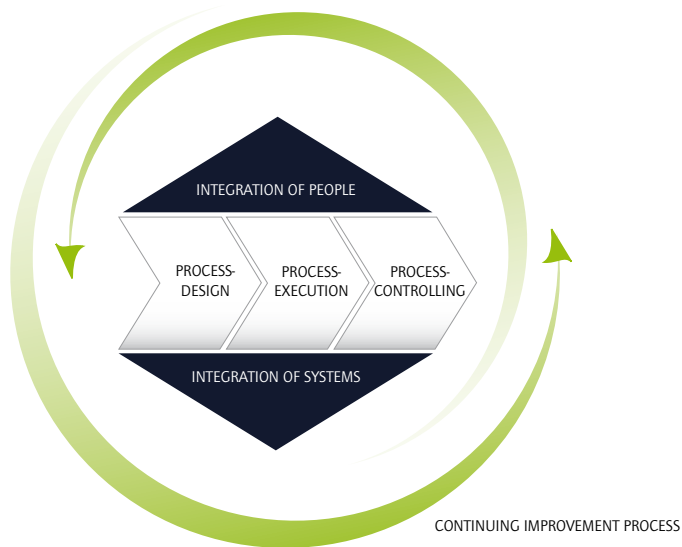 INTEGRATION OF PEOPLE
PROCESS-
DESIGN
PROCESS-
EXECUTION
PROCESS-
CONTROLLING
INTEGRATION OF SYSTEMS
CONTINUING IMPROVEMENT PROCESS